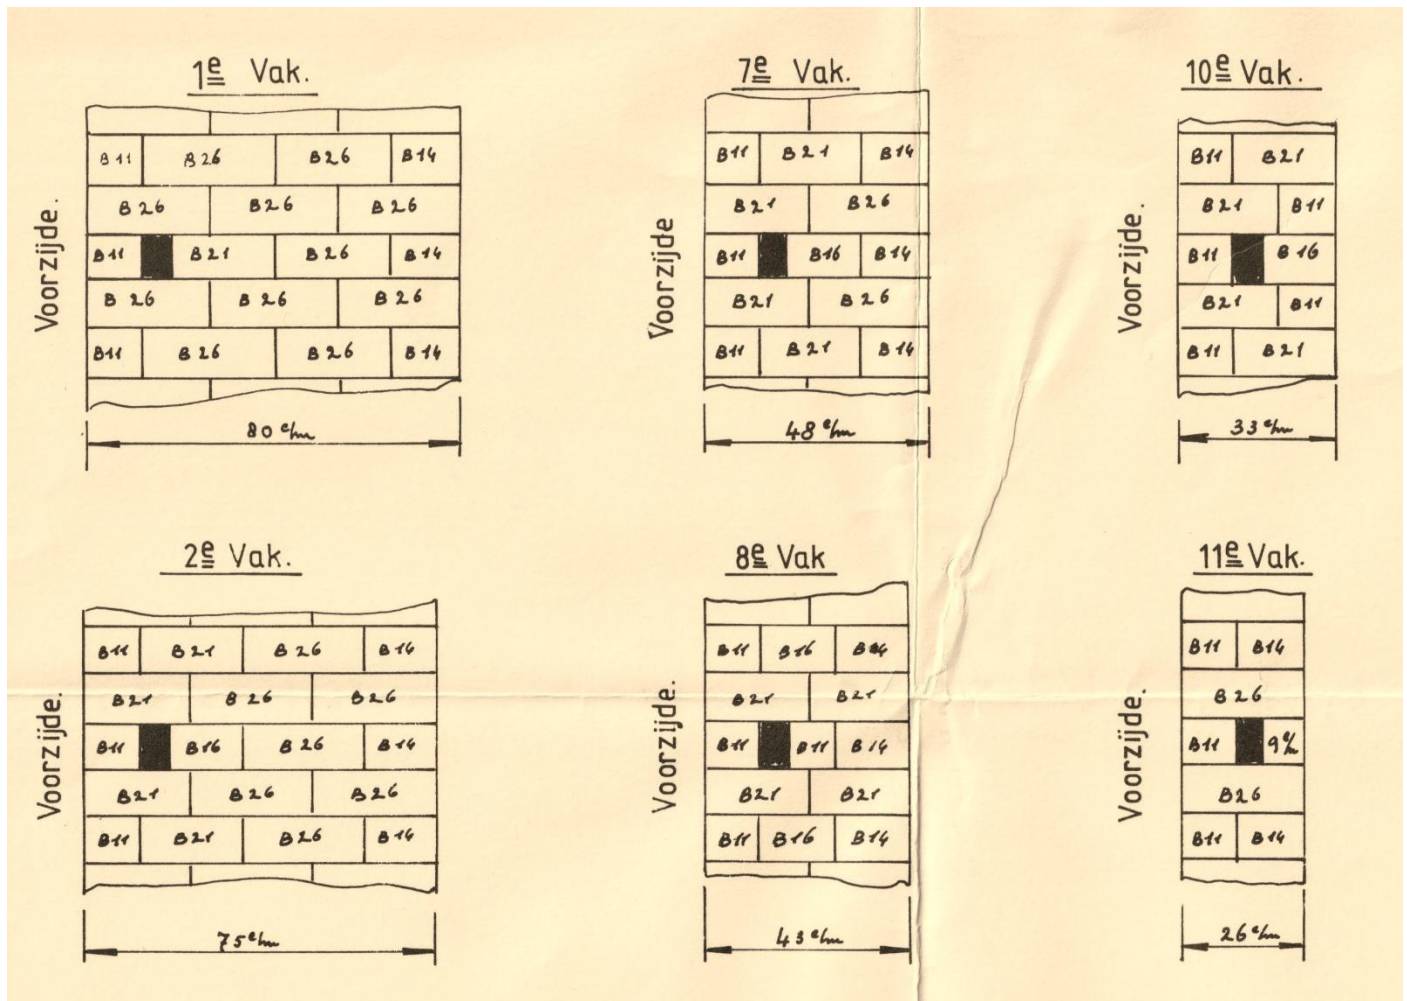 1e Vak.
Voorzijde.
B11 B26 B26 B14
B26 B26 B26
B11 B21 B26 B14
B26 B26 B26
B11 B26 B26 B14
80 c/m
7e Vak.
Voorzijde
B11 B21 B14
B21 B26
B11 B16 B14
B21 B26
B11 B21 B14
48 c/m
10e Vak.
Voorzijde.
B11 B21
B21 B11
B11 B16
B21 B11
B11 B21
33 c/m
2e Vak.
Voorzijde.
B11 B21 B26 B14
B21 B26 B26
B11 B16 B26 B14
B21 B26 B26
B11 B21 B26 B14
75 c/m
8e Vak
Voorzijde.
B11 B16 B14
B21 B21
B11 B11 B14
B21 B21
B11 B16 B14
43 c/m
11e Vak.
Voorzijde.
B11 B14
B26
B11 9 c/m
B26
B11 B14
26 c/m